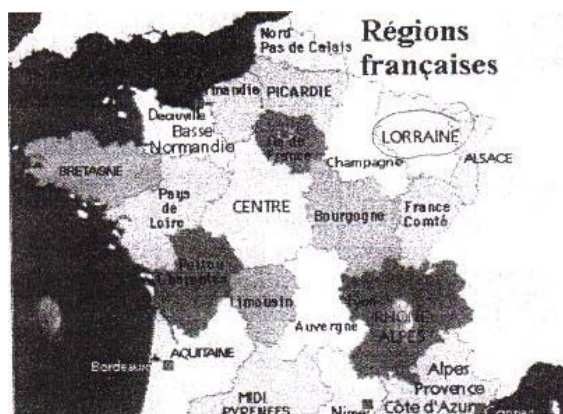 Régions
françaises
Nord
Pas de Calais
PICARDIE
Deauville
Basse
Normandie
Ile de
France
LORRAINE
Champagne
ALSACE
BRETAGNE
Pays
de
Loire
CENTRE
Bourgogne
France
Comté
Poitou
Charentes
Limousin
Auvergne
Lyon
RHONE
ALPES
Bordeaux
AQUITAINE
MIDI
PYRENEES
Alpes
Provence
Côte d'Azur